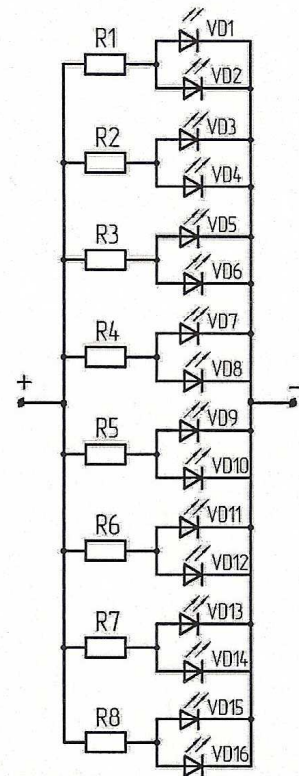 R1
VD1
VD2
R2
VD3
VD4
R3
VD5
VD6
R4
VD7
VD8
+
−
R5
VD9
VD10
R6
VD11
VD12
R7
VD13
VD14
R8
VD15
VD16